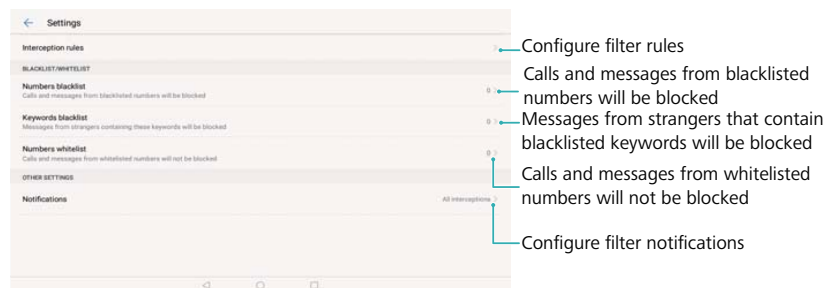 Settings
Interception rules
BLACKLIST/WHITELIST
Numbers blacklist
Calls and messages from blacklisted numbers will be blocked
0
Keywords blacklist
Messages from strangers containing these keywords will be blocked
0
Numbers whitelist
Calls and messages from whitelisted numbers will not be blocked
0
OTHER SETTINGS
Notifications
All interceptions
Configure filter rules
Calls and messages from blacklisted
numbers will be blocked
Messages from strangers that contain
blacklisted keywords will be blocked
Calls and messages from whitelisted
numbers will not be blocked
Configure filter notifications